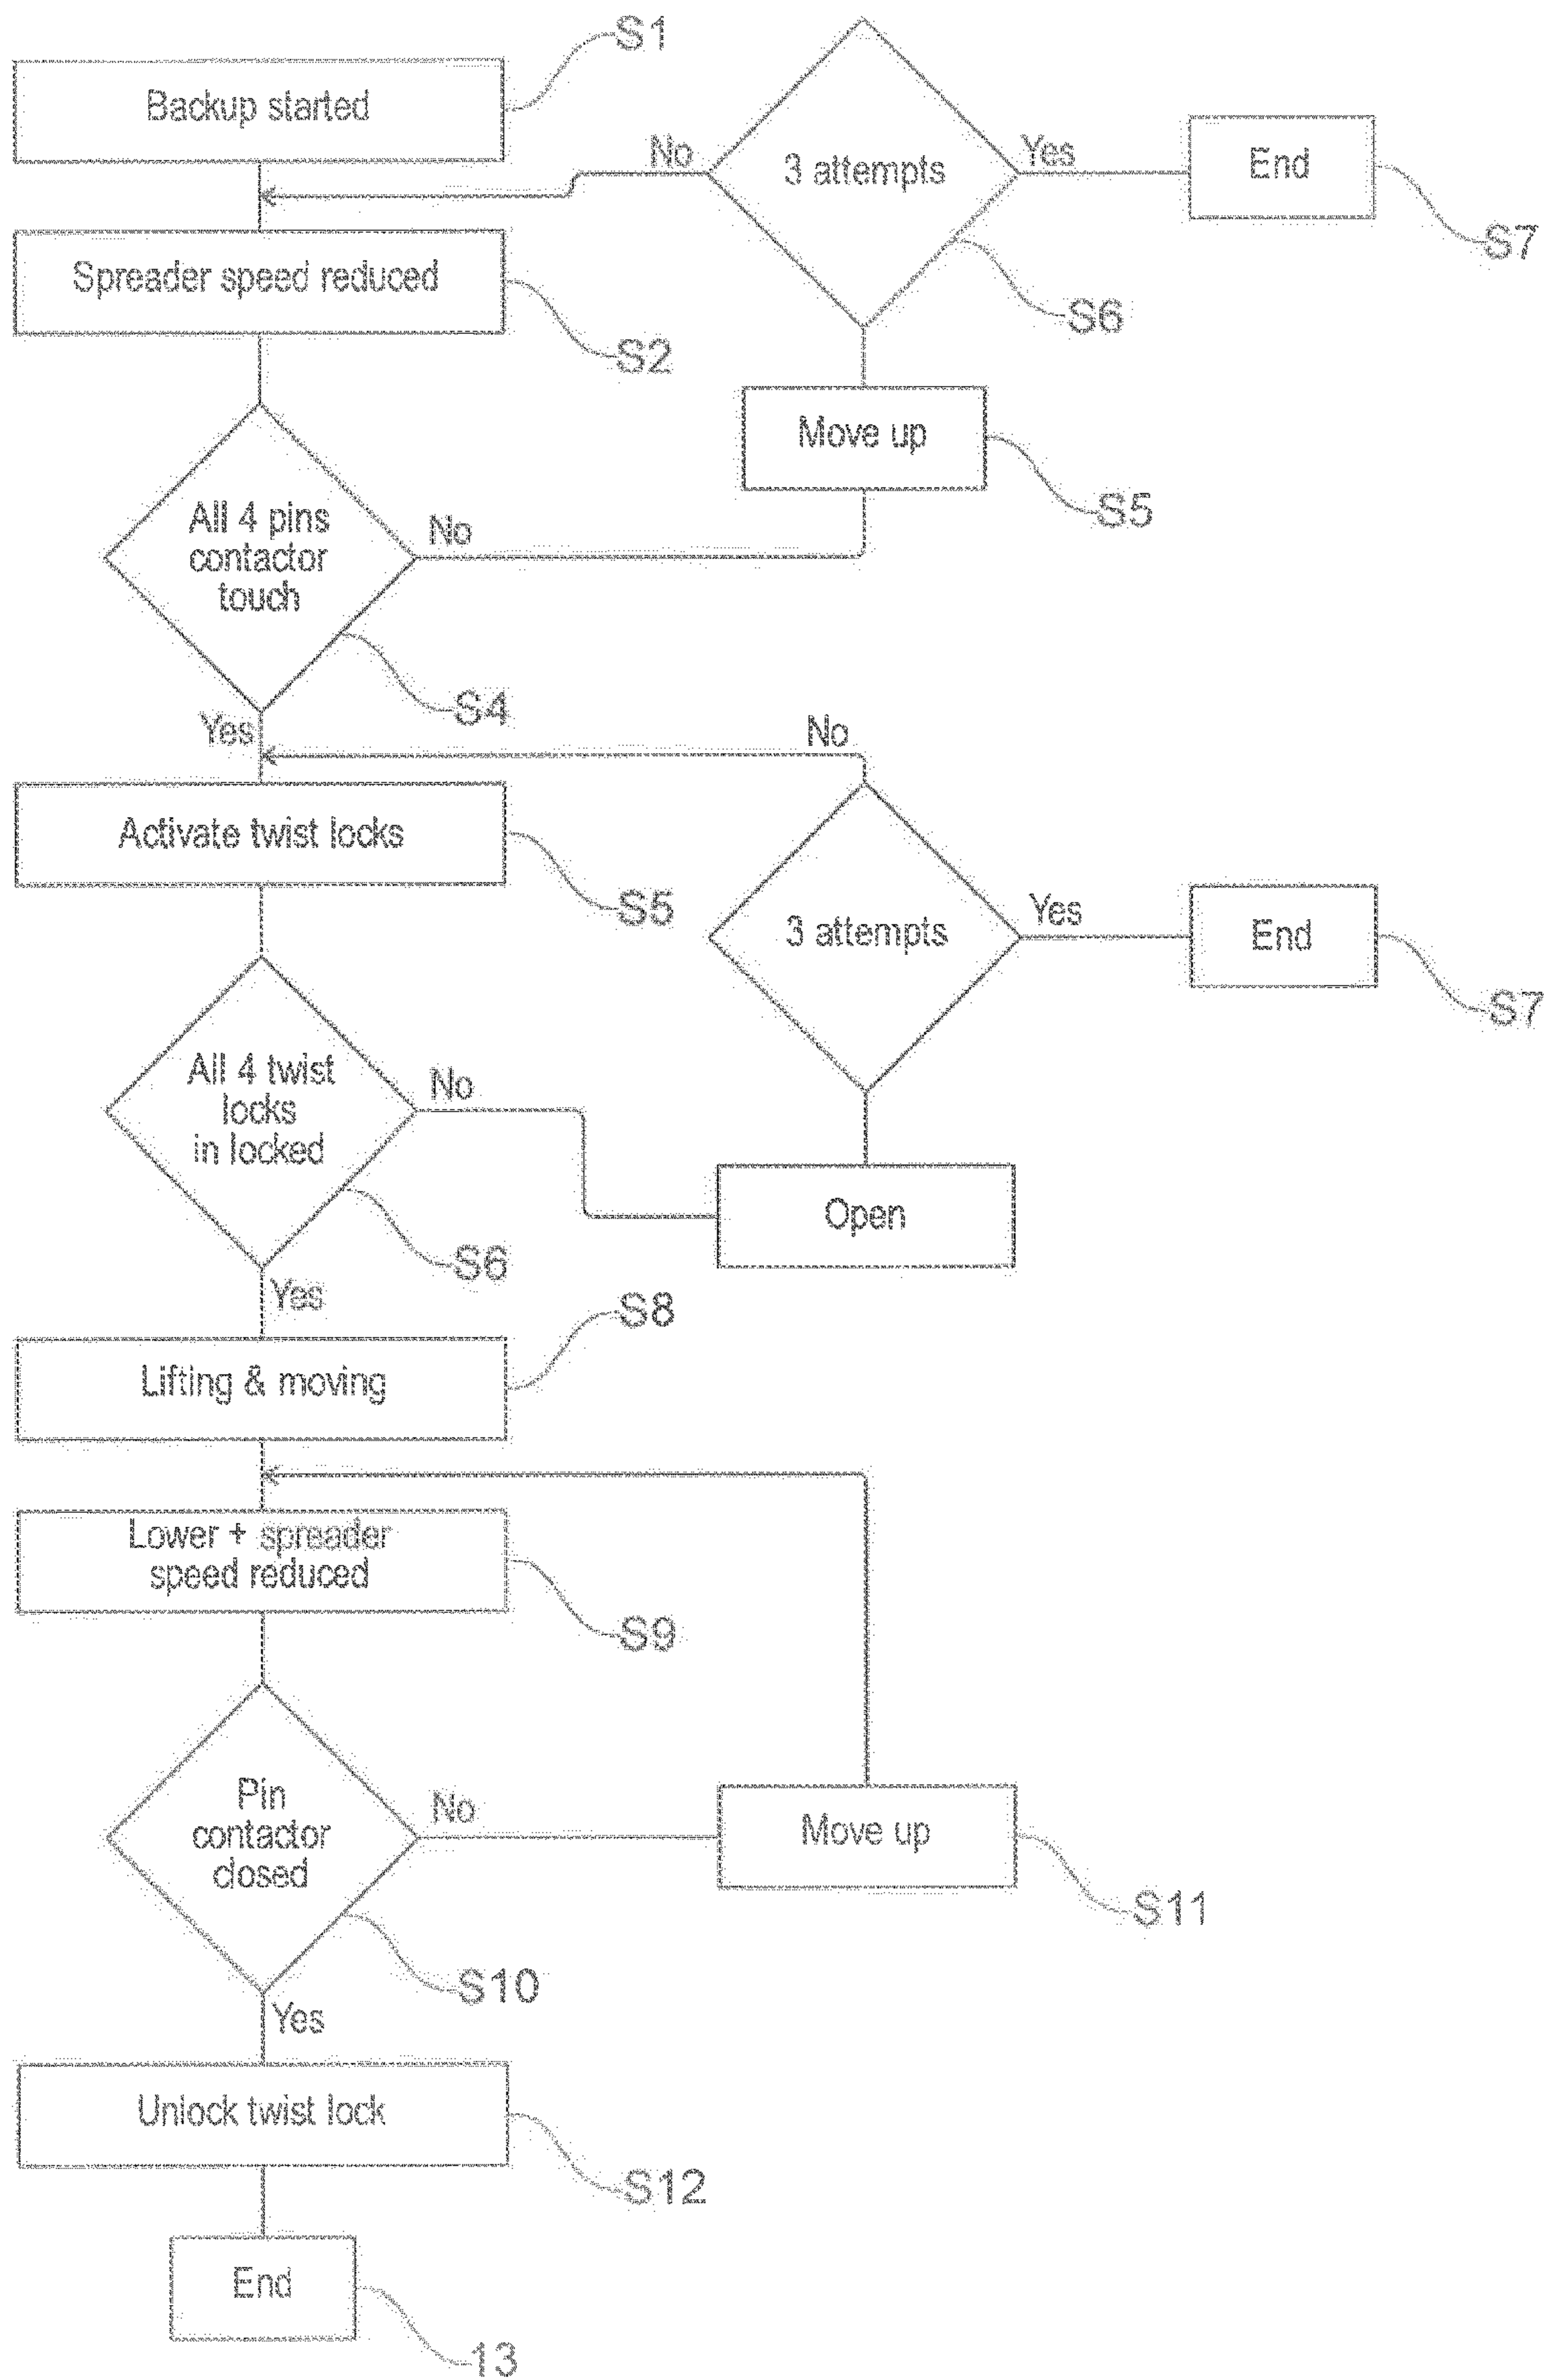 S1
Backup started
No
3 attempts
Yes
End
S7
Spreader speed reduced
S6
S2
Move up
S5
All 4 pins
contactor
touch
No
S4
Yes
No
Activate twist locks
S5
3 attempts
Yes
End
S7
All 4 twist
locks
in locked
No
Open
S6
Yes
S8
Lifting & moving
Lower + spreader
speed reduced
S9
Pin
contactor
closed
No
Move up
S11
S10
Yes
Unlock twist lock
S12
End
13